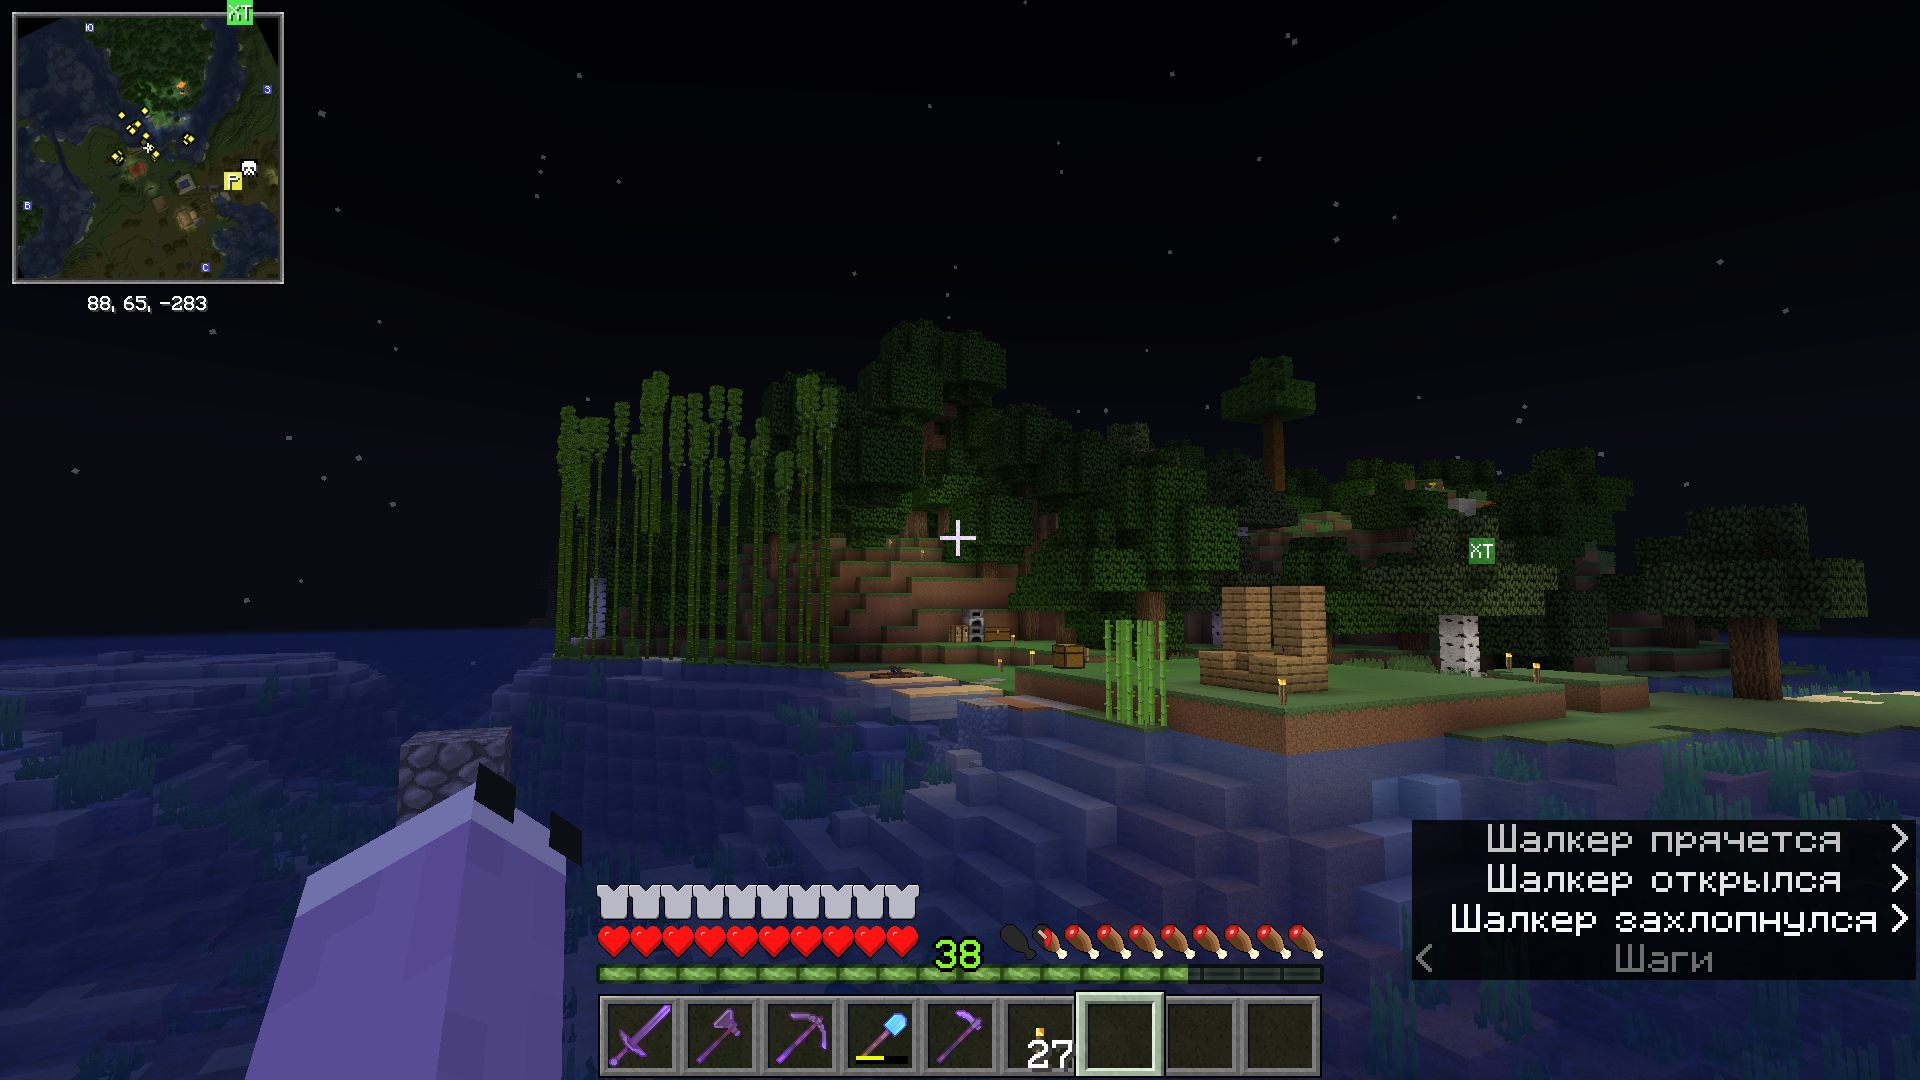 XT
Ю
З
В
С
88, 65, -283
XT
Шалкер прячется >
Шалкер открылся >
Шалкер захлопнулся >
< Шаги
38
27